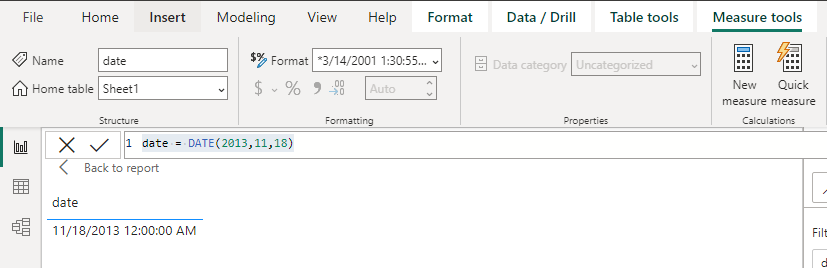 File Home Insert Modeling View Help Format Data / Drill Table tools Measure tools
Name date
$% Format *3/14/2001 1:30:55...
Data category Uncategorized
Home table Sheet1
$ % 9 .00 →0 Auto
New measure
Quick measure
Structure Formatting Properties Calculations
1 date = DATE(2013,11,18)
Back to report
date
11/18/2013 12:00:00 AM
Filt
d